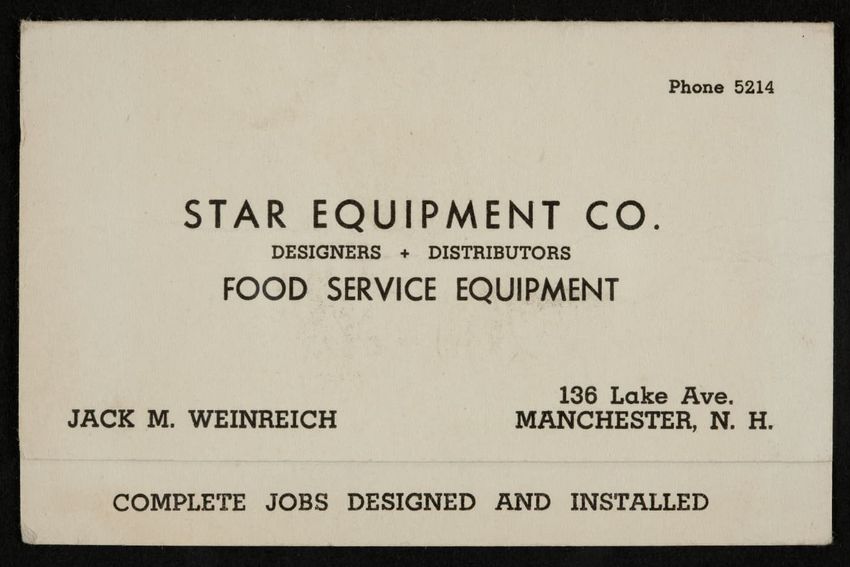 Phone 5214
STAR EQUIPMENT CO.
DESIGNERS + DISTRIBUTORS
FOOD SERVICE EQUIPMENT
136 Lake Ave.
JACK M. WEINREICH MANCHESTER, N. H.
COMPLETE JOBS DESIGNED AND INSTALLED